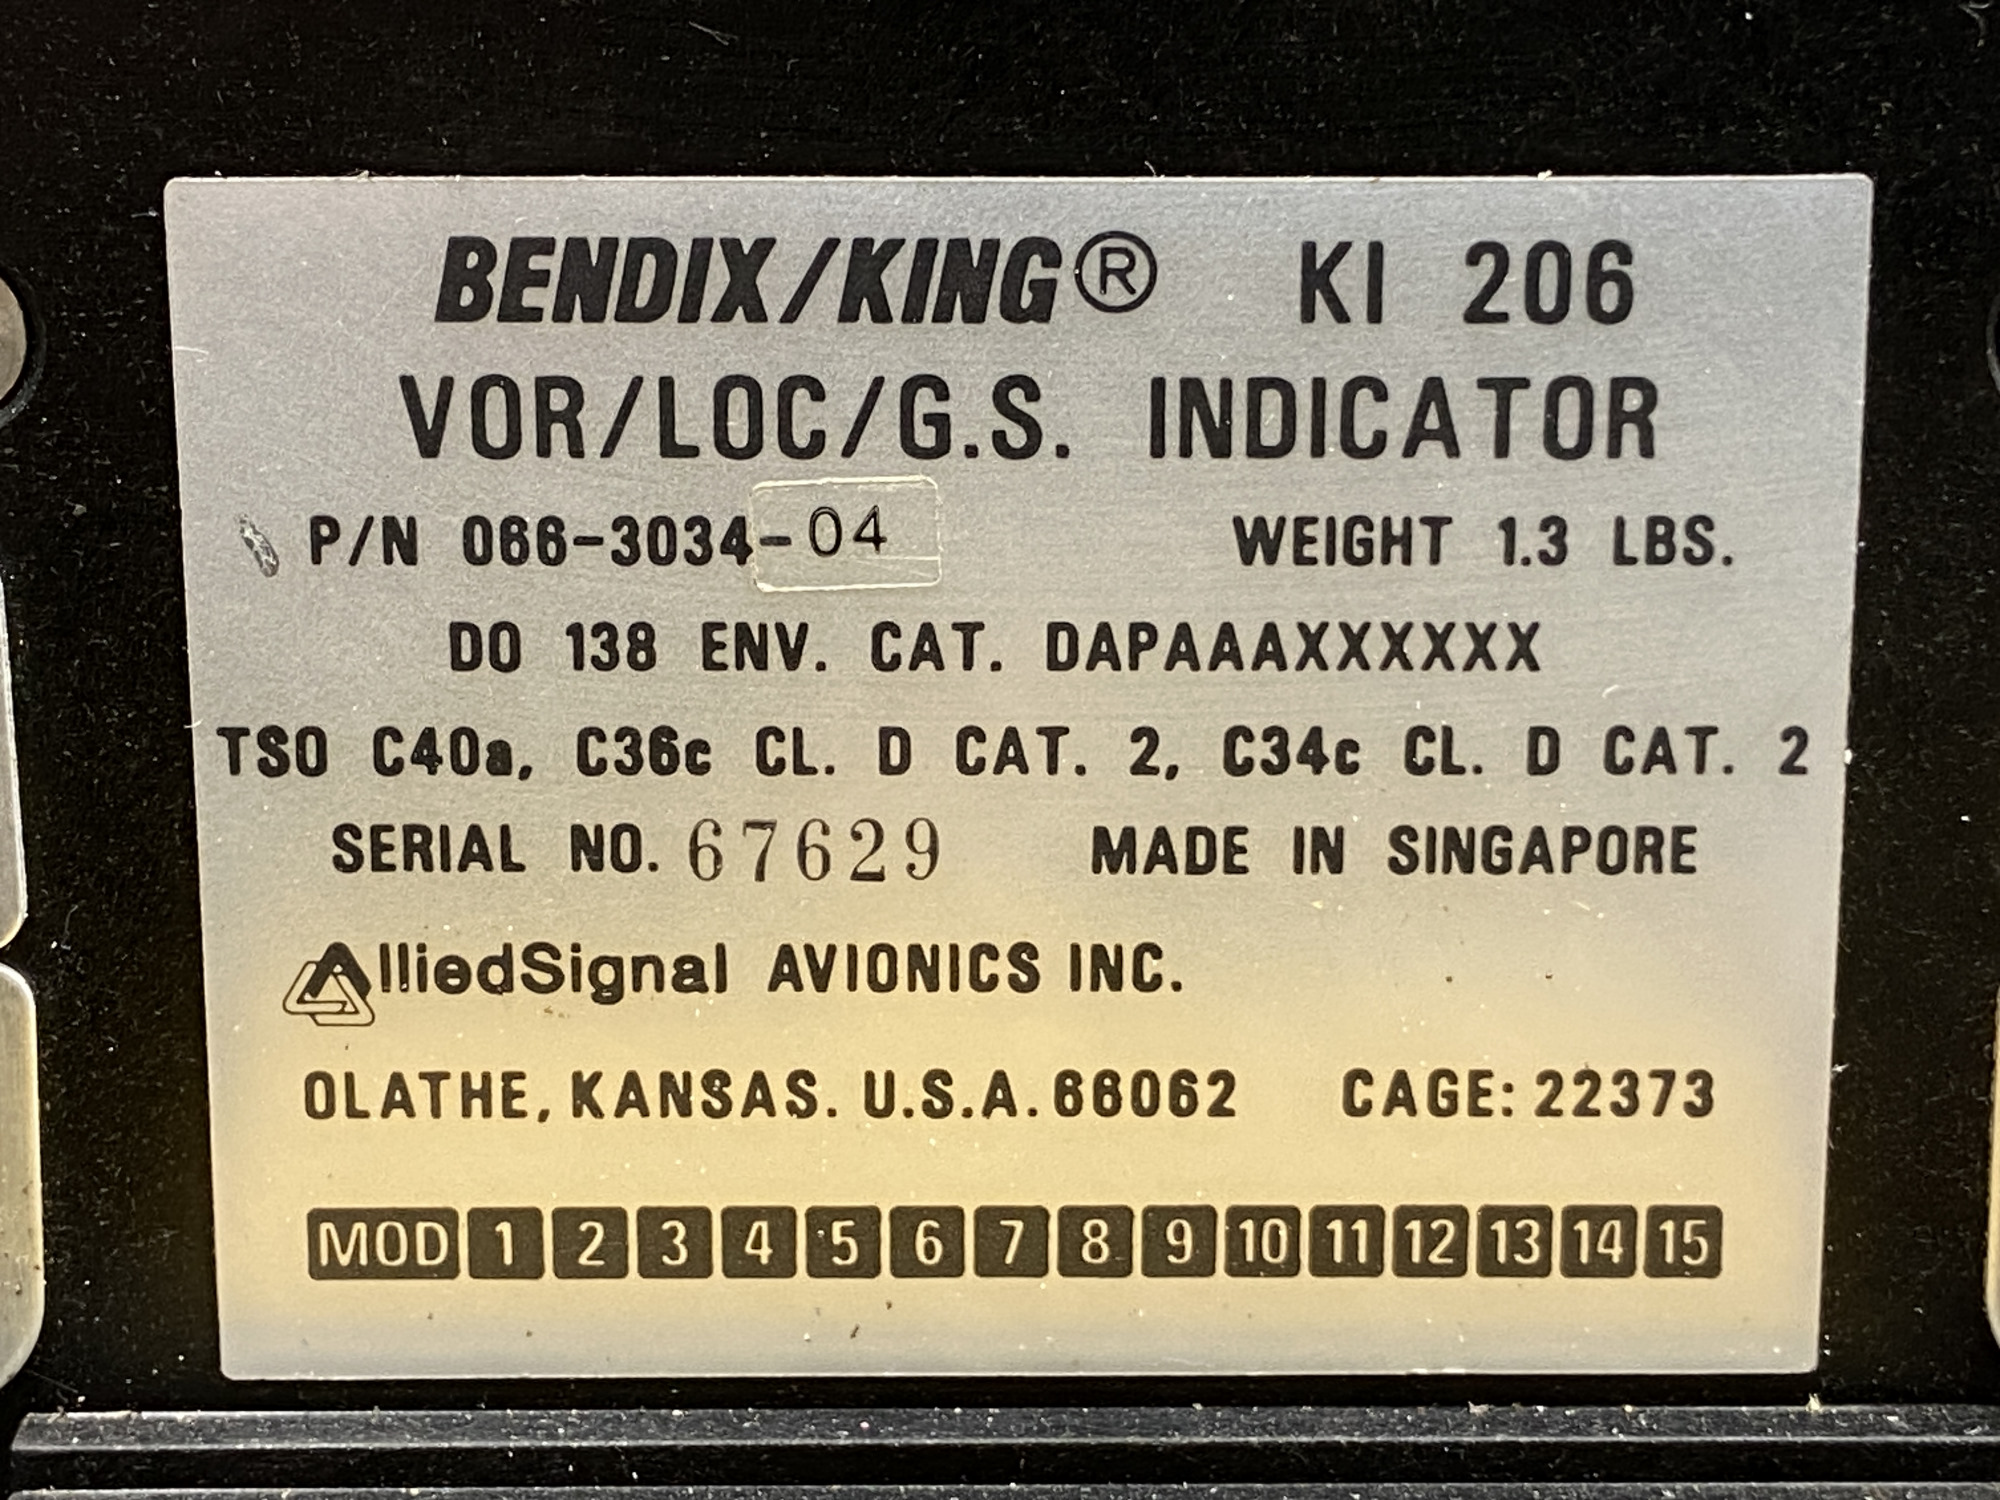 BENDIX/KING® KI 206
VOR/LOC/G.S. INDICATOR
P/N 066-3034-04 WEIGHT 1.3 LBS.
DO 138 ENV. CAT. DAPAAAXXXXXX
TSO C40a, C36c CL. D CAT. 2, C34c CL. D CAT. 2
SERIAL NO. 67629 MADE IN SINGAPORE
AlliedSignal AVIONICS INC.
OLATHE, KANSAS. U.S.A. 66062 CAGE: 22373
MOD 1 2 3 4 5 6 7 8 9 10 11 12 13 14 15